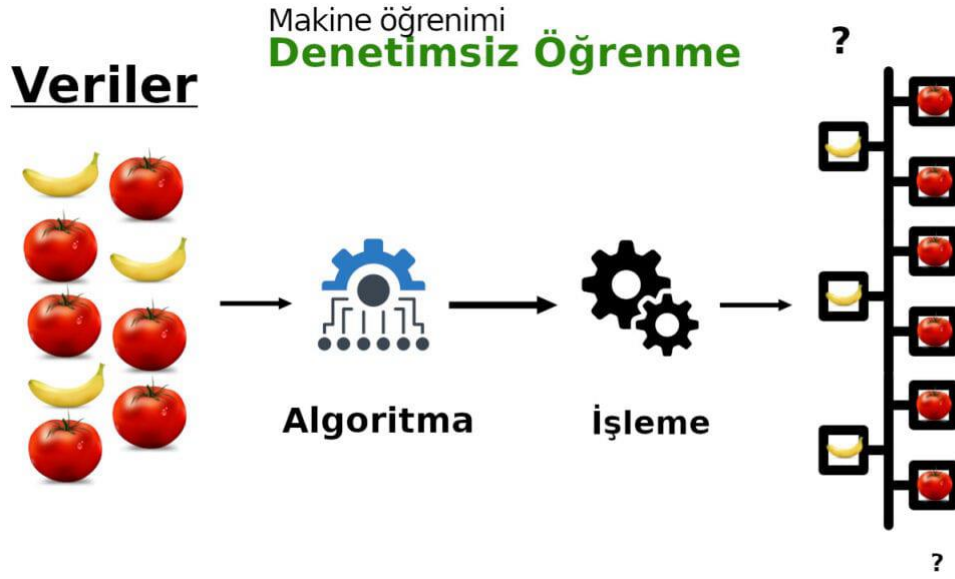 Makine öğrenimi
Denetimsiz Öğrenme
?
Veriler
Algoritma
İşleme
?